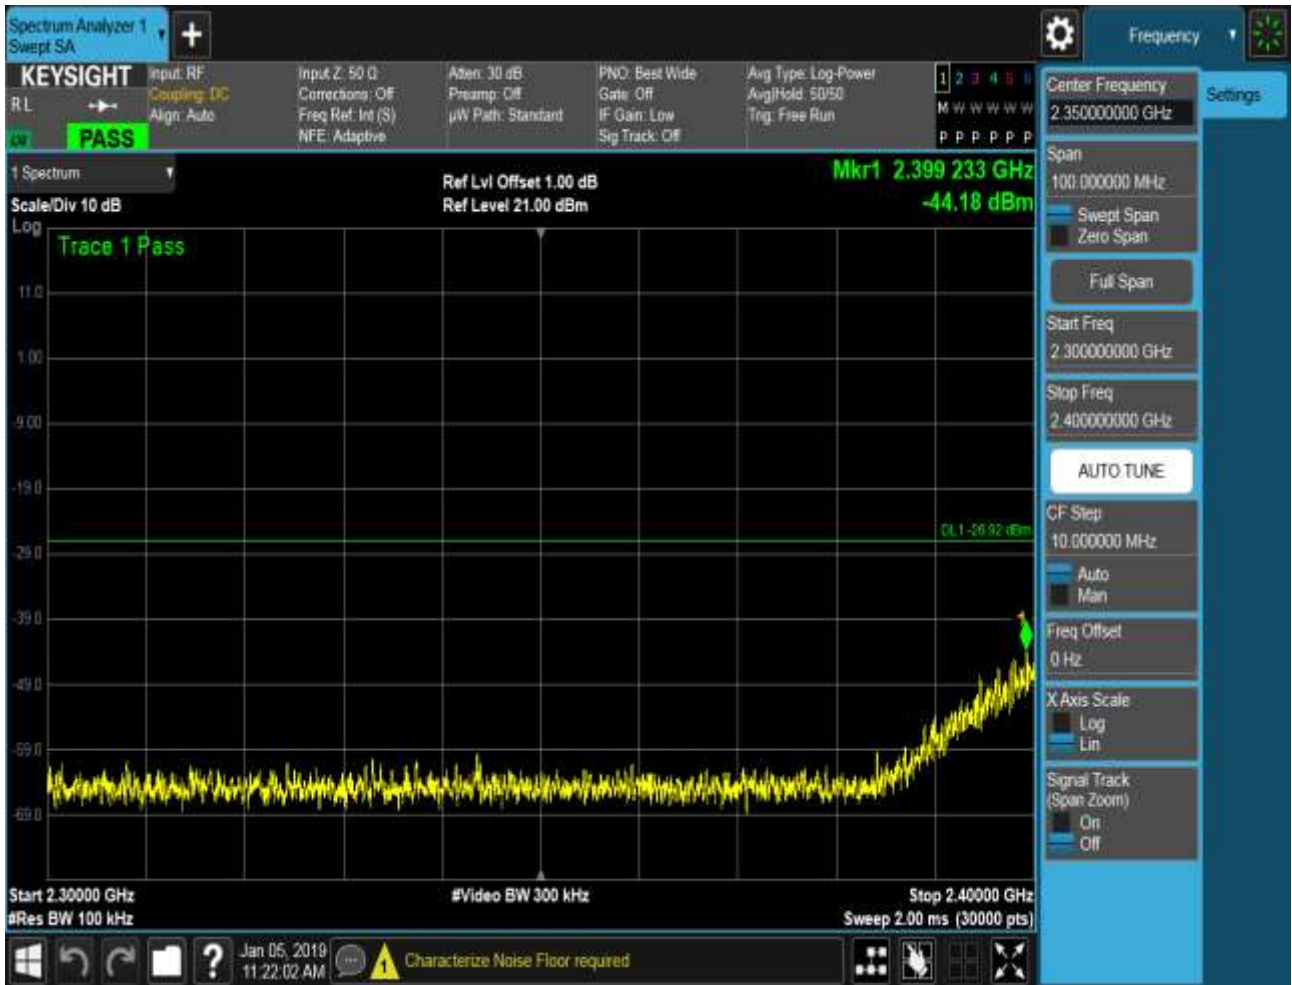 Spectrum Analyzer 1
Swept SA
Frequency
KEYSIGHT
R L
PASS
Input: RF
Coupling: DC
Align: Auto
Input Z: 50 Ω
Corrections: Off
Freq Ref: Int (S)
NFE: Adaptive
Atten: 30 dB
Preamp: Off
µW Path: Standard
PNO: Best Wide
Gate: Off
IF Gain: Low
Sig Track: Off
Avg Type: Log-Power
Avg|Hold: 50/50
Trig: Free Run
1 2 3 4 5 6
M W W W W W
P P P P P P
1 Spectrum
Scale/Div 10 dB
Ref Lvl Offset 1.00 dB
Ref Level 21.00 dBm
Mkr1 2.399 233 GHz
-44.18 dBm
Log
Trace 1 Pass
11.0
1.00
-9.00
-19.0
DL1 -26.92 dBm
-29.0
-39.0
1
-49.0
-59.0
-69.0
Start 2.30000 GHz
#Res BW 100 kHz
#Video BW 300 kHz
Stop 2.40000 GHz
Sweep 2.00 ms (30000 pts)
Center Frequency
2.350000000 GHz
Settings
Span
100.000000 MHz
Swept Span
Zero Span
Full Span
Start Freq
2.300000000 GHz
Stop Freq
2.400000000 GHz
AUTO TUNE
CF Step
10.000000 MHz
Auto
Man
Freq Offset
0 Hz
X Axis Scale
Log
Lin
Signal Track
(Span Zoom)
On
Off
?
Jan 05, 2019
11:22:02 AM
1
Characterize Noise Floor required